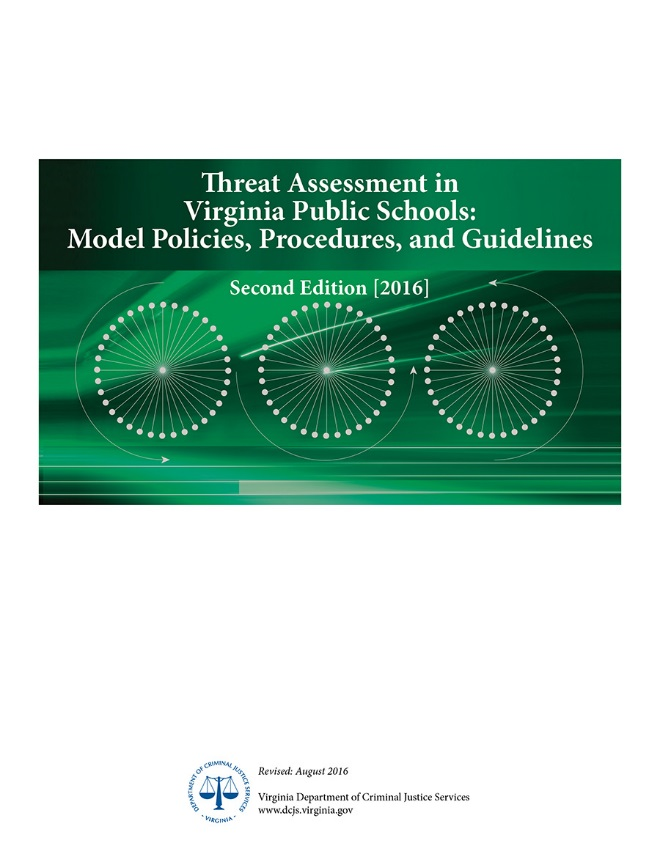 Threat Assessment in
Virginia Public Schools:
Model Policies, Procedures, and Guidelines
Second Edition [2016]
DEPARTMENT OF CRIMINAL JUSTICE SERVICES
• VIRGINIA •
Revised: August 2016
Virginia Department of Criminal Justice Services
www.dcjs.virginia.gov